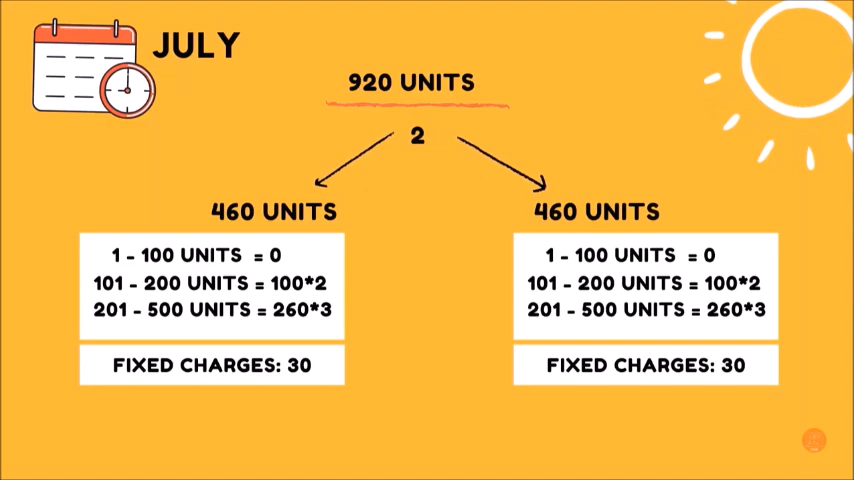 JULY
920 UNITS
2
460 UNITS
1 - 100 UNITS = 0
101 - 200 UNITS = 100*2
201 - 500 UNITS = 260*3
FIXED CHARGES: 30
460 UNITS
1 - 100 UNITS = 0
101 - 200 UNITS = 100*2
201 - 500 UNITS = 260*3
FIXED CHARGES: 30